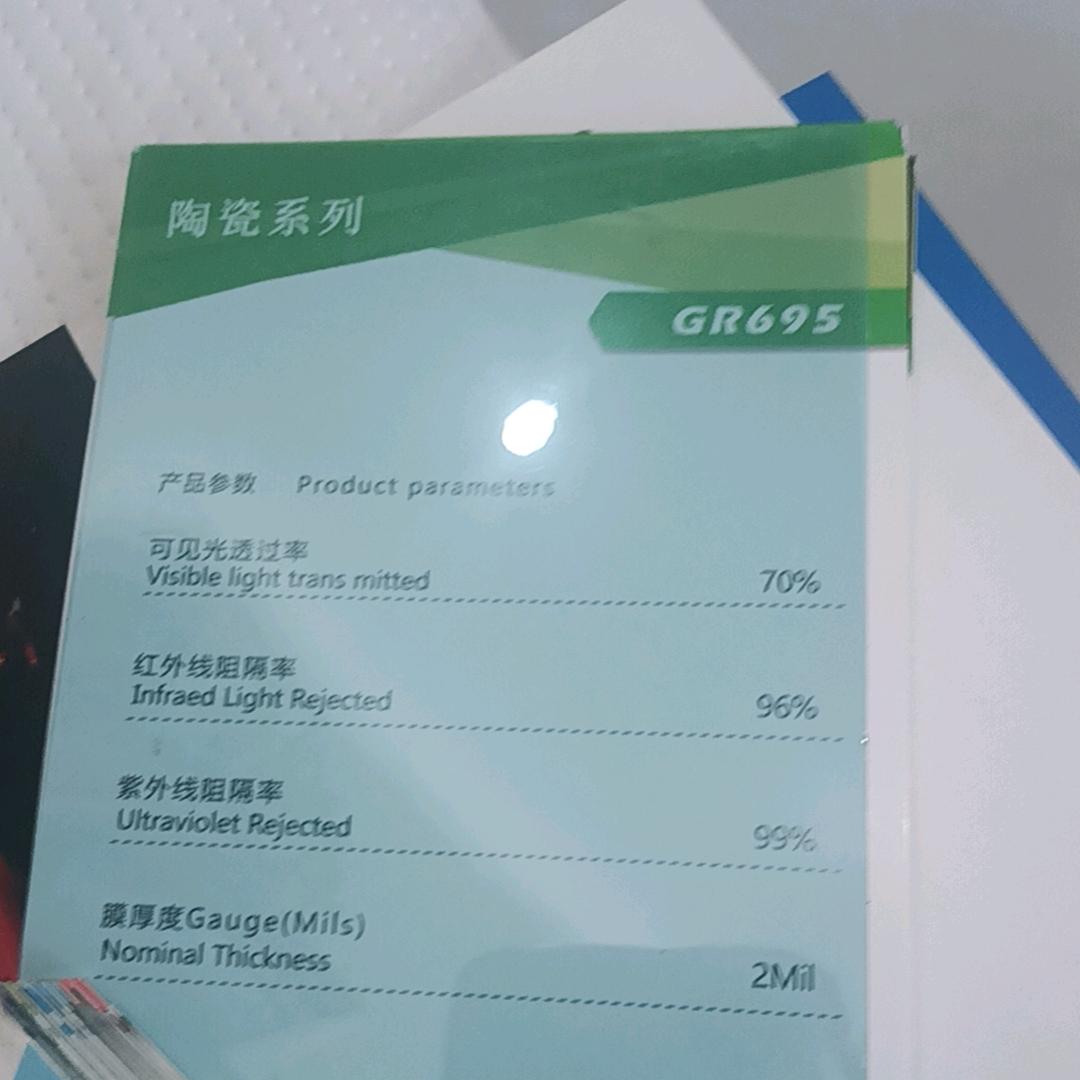 陶瓷系列
GR695
产品参数 Product parameters
可见光透过率
Visible light trans mitted 70%
红外线阻隔率
Infraed Light Rejected 96%
紫外线阻隔率
Ultraviolet Rejected 99%
膜厚度Gauge(Mils)
Nominal Thickness 2Mil